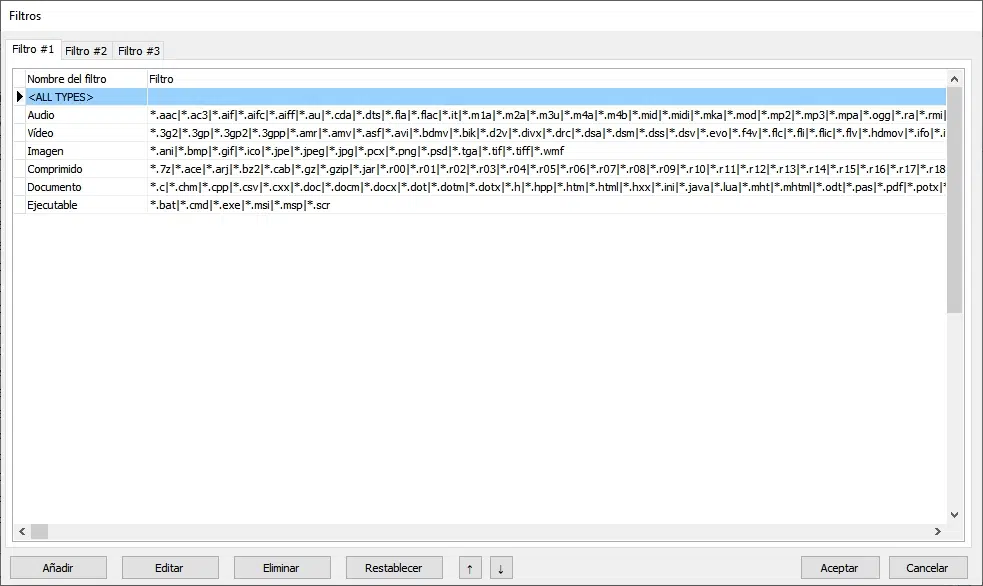 Filtros
Filtro #1 Filtro #2 Filtro #3
Nombre del filtro Filtro
<ALL TYPES>
Audio *.aac|*.ac3|*.aif|*.aifc|*.aiff|*.au|*.cda|*.dts|*.fla|*.flac|*.it|*.m1a|*.m2a|*.m3u|*.m4a|*.m4b|*.mid|*.midi|*.mka|*.mod|*.mp2|*.mp3|*.mpa|*.ogg|*.ra|*.rmi|
Vídeo *.3g2|*.3gp|*.3gp2|*.3gpp|*.amr|*.amv|*.asf|*.avi|*.bdmv|*.bik|*.d2v|*.divx|*.drc|*.dsa|*.dsm|*.dss|*.dsv|*.evo|*.f4v|*.flc|*.fli|*.flic|*.flv|*.hdmov|*.ifo|*.i
Imagen *.ani|*.bmp|*.gif|*.ico|*.jpe|*.jpeg|*.jpg|*.pcx|*.png|*.psd|*.tga|*.tif|*.tiff|*.wmf
Comprimido *.7z|*.ace|*.arj|*.bz2|*.cab|*.gz|*.gzip|*.jar|*.r00|*.r01|*.r02|*.r03|*.r04|*.r05|*.r06|*.r07|*.r08|*.r09|*.r10|*.r11|*.r12|*.r13|*.r14|*.r15|*.r16|*.r17|*.r18
Documento *.c|*.chm|*.cpp|*.csv|*.cxx|*.doc|*.docm|*.docx|*.dot|*.dotm|*.dotx|*.h|*.hpp|*.htm|*.html|*.hxx|*.ini|*.java|*.lua|*.mht|*.mhtml|*.odt|*.pas|*.pdf|*.potx|*
Ejecutable *.bat|*.cmd|*.exe|*.msi|*.msp|*.scr
Añadir Editar Eliminar Restablecer ↑ ↓ Aceptar Cancelar